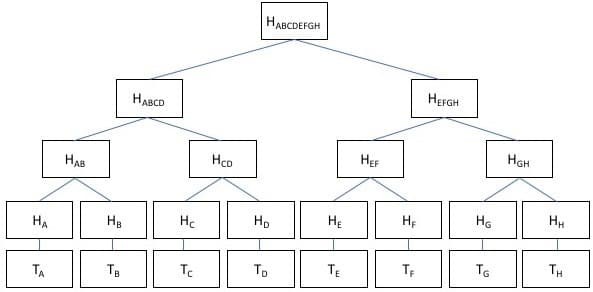 HABCDEFGH
HABCD HEFGH
HAB HCD HEF HGH
HA HB HC HD HE HF HG HH
TA TB TC TD TE TF TG TH